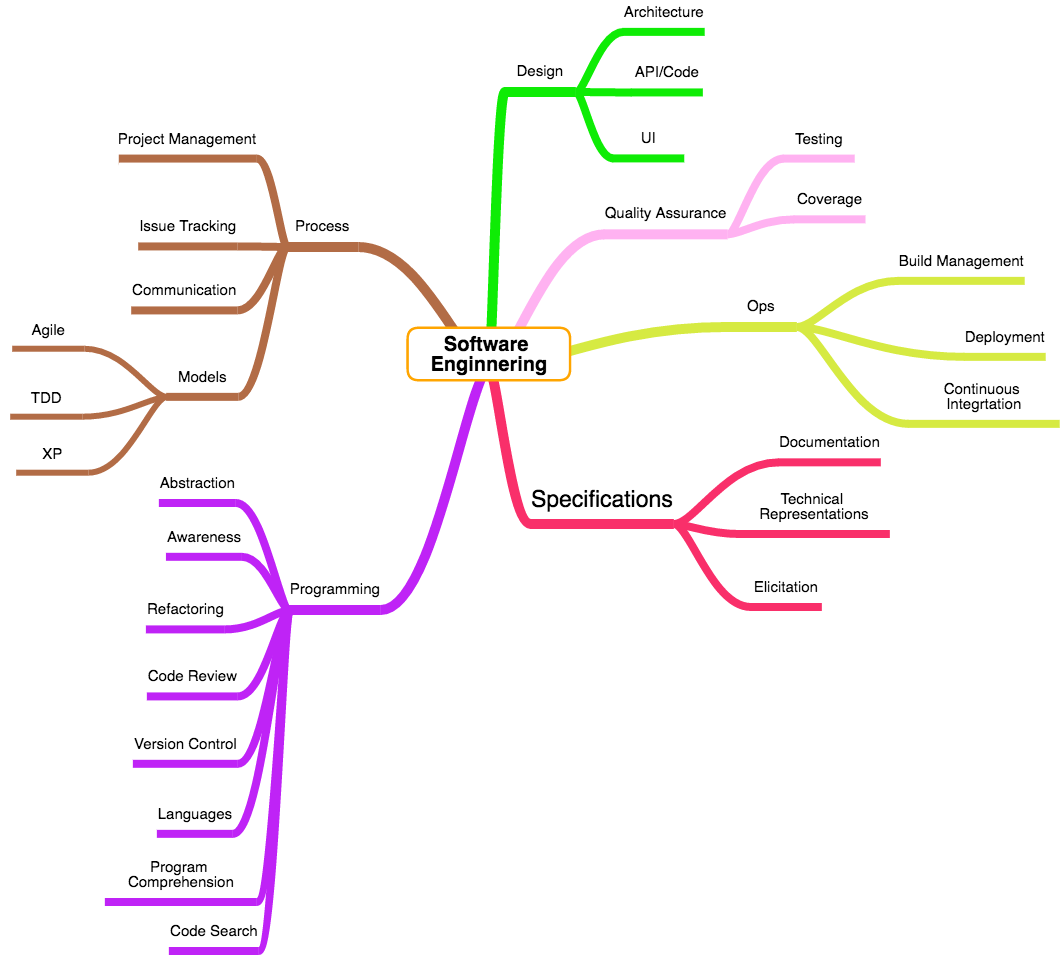 Software
Enginnering
Design
Architecture
API/Code
UI
Quality Assurance
Testing
Coverage
Ops
Build Management
Deployment
Continuous
Integrtation
Specifications
Documentation
Technical
Representations
Elicitation
Process
Project Management
Issue Tracking
Communication
Models
Agile
TDD
XP
Programming
Abstraction
Awareness
Refactoring
Code Review
Version Control
Languages
Program
Comprehension
Code Search